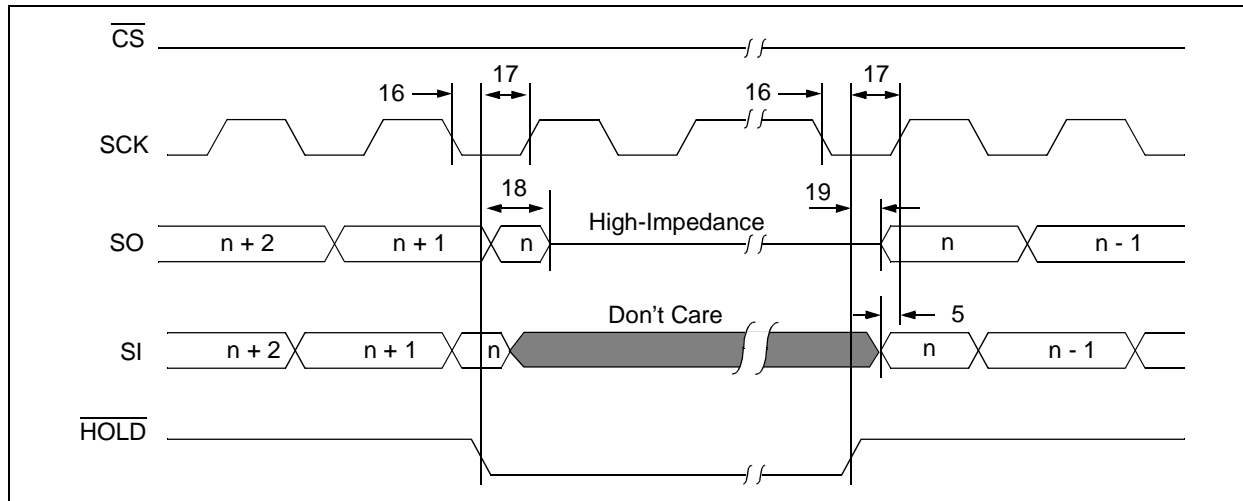 CS
16 17 16 17
SCK
18 19
High-Impedance
SO n + 2 n + 1 n n n - 1
Don't Care 5
SI n + 2 n + 1 n n n - 1
HOLD